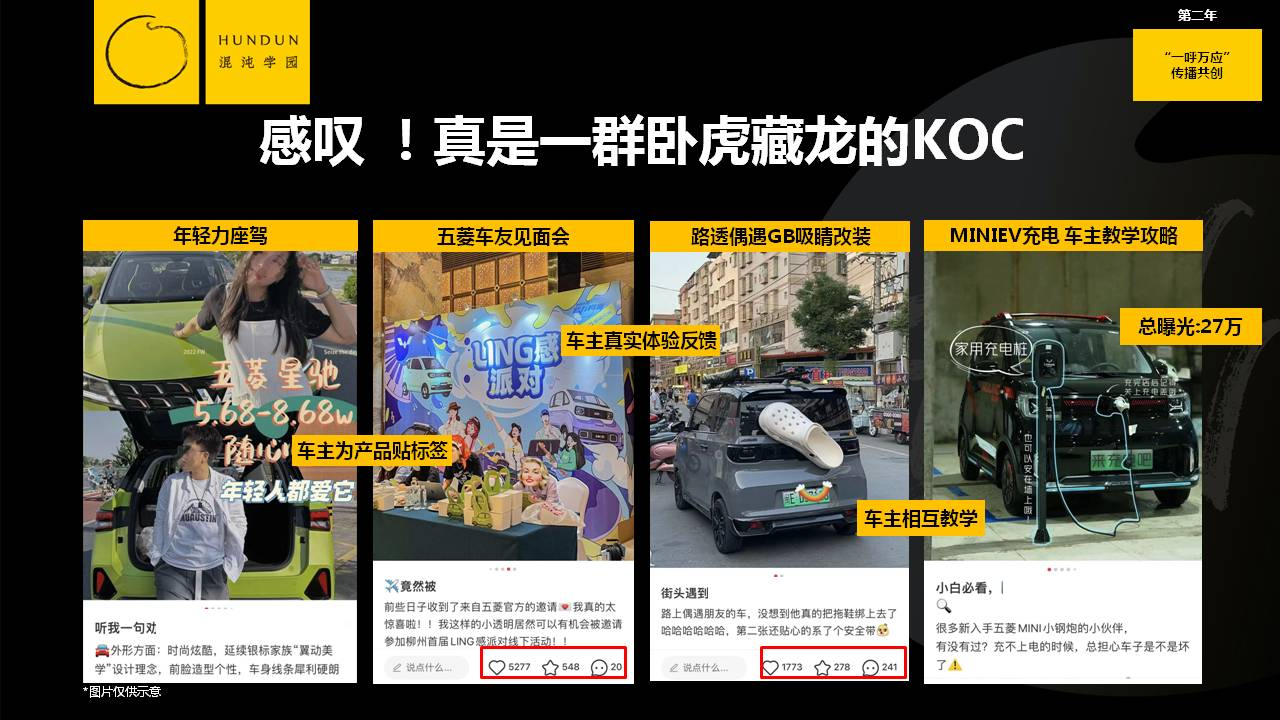 HUNDUN
混沌学园
第二年
“一呼万应”
传播共创
感叹 ！真是一群卧虎藏龙的KOC
年轻力座驾
2022 FW
Seize the da
五菱星驰
5.68-8.68w
随心
年轻人都爱它
车主为产品贴标签
听我一句劝
🚘外形方面：时尚炫酷，延续银标家族“翼动美
学”设计理念，前脸造型个性，车身线条犀利硬朗
*图片仅供示意
五菱车友见面会
LING感
派对
车主真实体验反馈
✈️竟然被
前些日子收到了来自五菱官方的邀请💌我真的太
惊喜啦！！我这样的小透明居然可以有机会被邀请
参加柳州首届LING感派对线下活动！！
说点什么...
5277
548
20
路透偶遇GB吸睛改装
街头遇到
路上偶遇朋友的车，没想到他真的把拖鞋绑上去了
哈哈哈哈哈哈，第二张还贴心的系了个安全带
说点什么...
1773
278
241
车主相互教学
MINIEV充电 车主教学攻略
总曝光:27万
家用充电桩
也可以安在墙上哦！
来充电吧
小白必看，
🔍
很多新入手五菱MINI小钢炮的小伙伴，
有没有过？充不上电的时候，总担心车子是不是坏
了⚠️